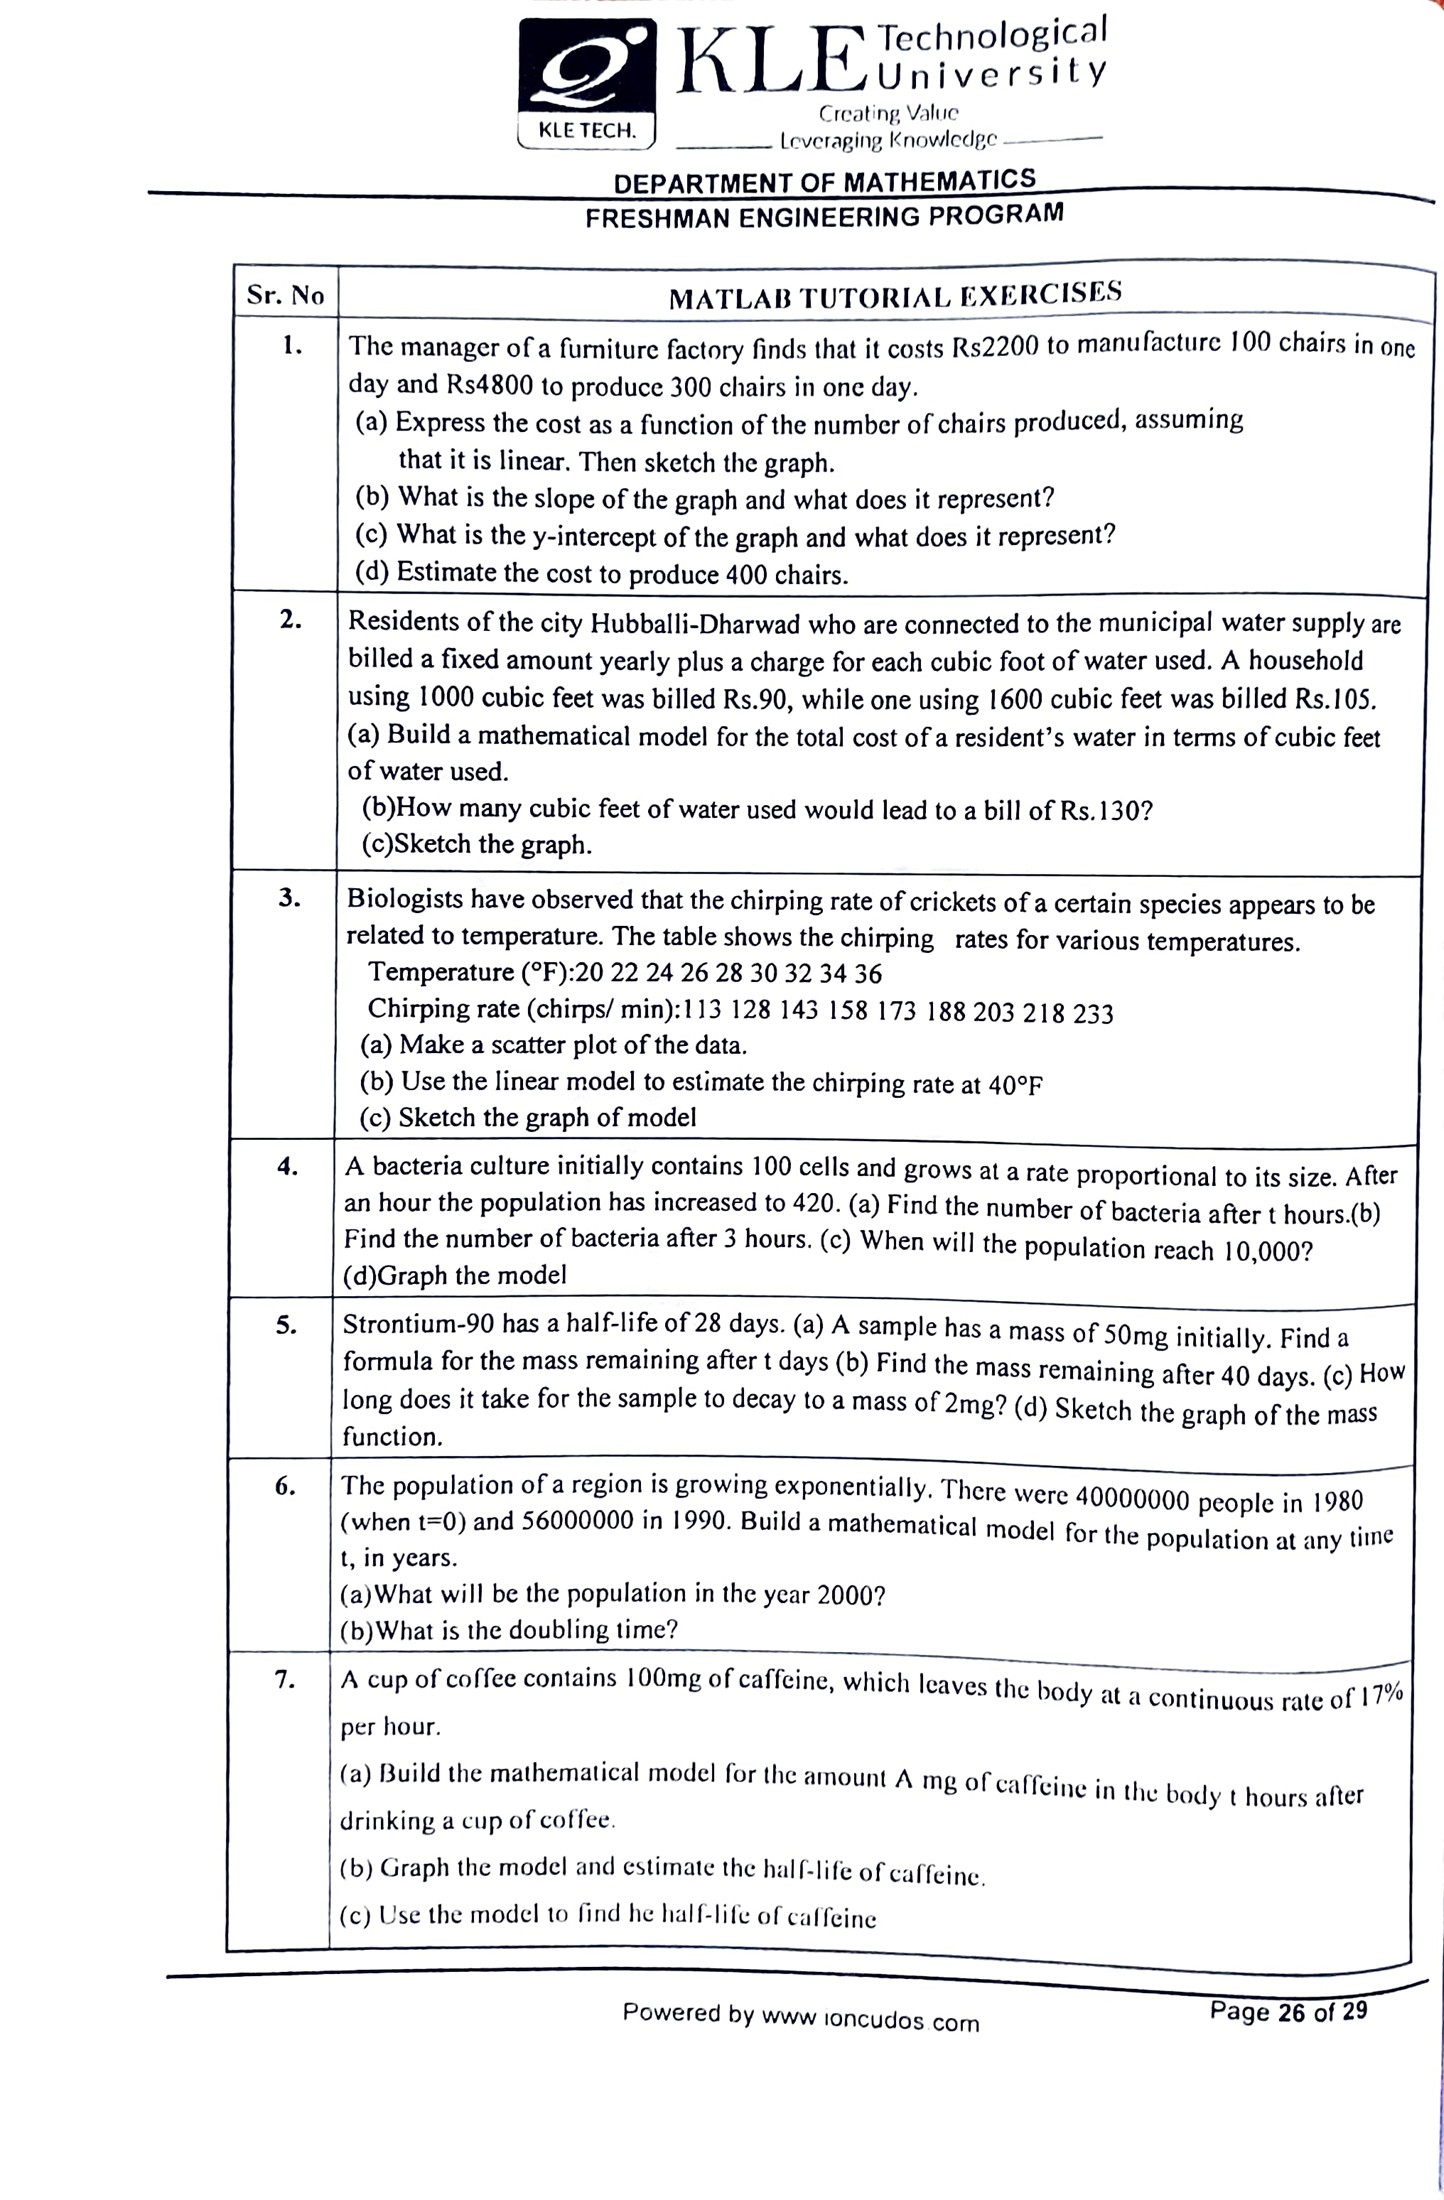 KLE TECH.
KLE Technological
University
Creating Value
Leveraging Knowledge
DEPARTMENT OF MATHEMATICS
FRESHMAN ENGINEERING PROGRAM
Sr. No
MATLAB TUTORIAL EXERCISES
1.
The manager of a furniture factory finds that it costs Rs2200 to manufacture 100 chairs in one
day and Rs4800 to produce 300 chairs in one day.
(a) Express the cost as a function of the number of chairs produced, assuming
that it is linear. Then sketch the graph.
(b) What is the slope of the graph and what does it represent?
(c) What is the y-intercept of the graph and what does it represent?
(d) Estimate the cost to produce 400 chairs.
2.
Residents of the city Hubballi-Dharwad who are connected to the municipal water supply are
billed a fixed amount yearly plus a charge for each cubic foot of water used. A household
using 1000 cubic feet was billed Rs.90, while one using 1600 cubic feet was billed Rs.105.
(a) Build a mathematical model for the total cost of a resident's water in terms of cubic feet
of water used.
(b)How many cubic feet of water used would lead to a bill of Rs.130?
(c)Sketch the graph.
3.
Biologists have observed that the chirping rate of crickets of a certain species appears to be
related to temperature. The table shows the chirping rates for various temperatures.
Temperature (°F):20 22 24 26 28 30 32 34 36
Chirping rate (chirps/ min):113 128 143 158 173 188 203 218 233
(a) Make a scatter plot of the data.
(b) Use the linear model to estimate the chirping rate at 40°F
(c) Sketch the graph of model
4.
A bacteria culture initially contains 100 cells and grows at a rate proportional to its size. After
an hour the population has increased to 420. (a) Find the number of bacteria after t hours.(b)
Find the number of bacteria after 3 hours. (c) When will the population reach 10,000?
(d)Graph the model
5.
Strontium-90 has a half-life of 28 days. (a) A sample has a mass of 50mg initially. Find a
formula for the mass remaining after t days (b) Find the mass remaining after 40 days. (c) How
long does it take for the sample to decay to a mass of 2mg? (d) Sketch the graph of the mass
function.
6.
The population of a region is growing exponentially. There were 40000000 people in 1980
(when t=0) and 56000000 in 1990. Build a mathematical model for the population at any time
t, in years.
(a)What will be the population in the year 2000?
(b)What is the doubling time?
7.
A cup of coffee contains 100mg of caffeine, which leaves the body at a continuous rate of 17%
per hour.
(a) Build the mathematical model for the amount A mg of caffeine in the body t hours after
drinking a cup of coffee.
(b) Graph the model and estimate the half-life of caffeine.
(c) Use the model to find he half-life of caffeine
Powered by www ioncudos.com
Page 26 of 29